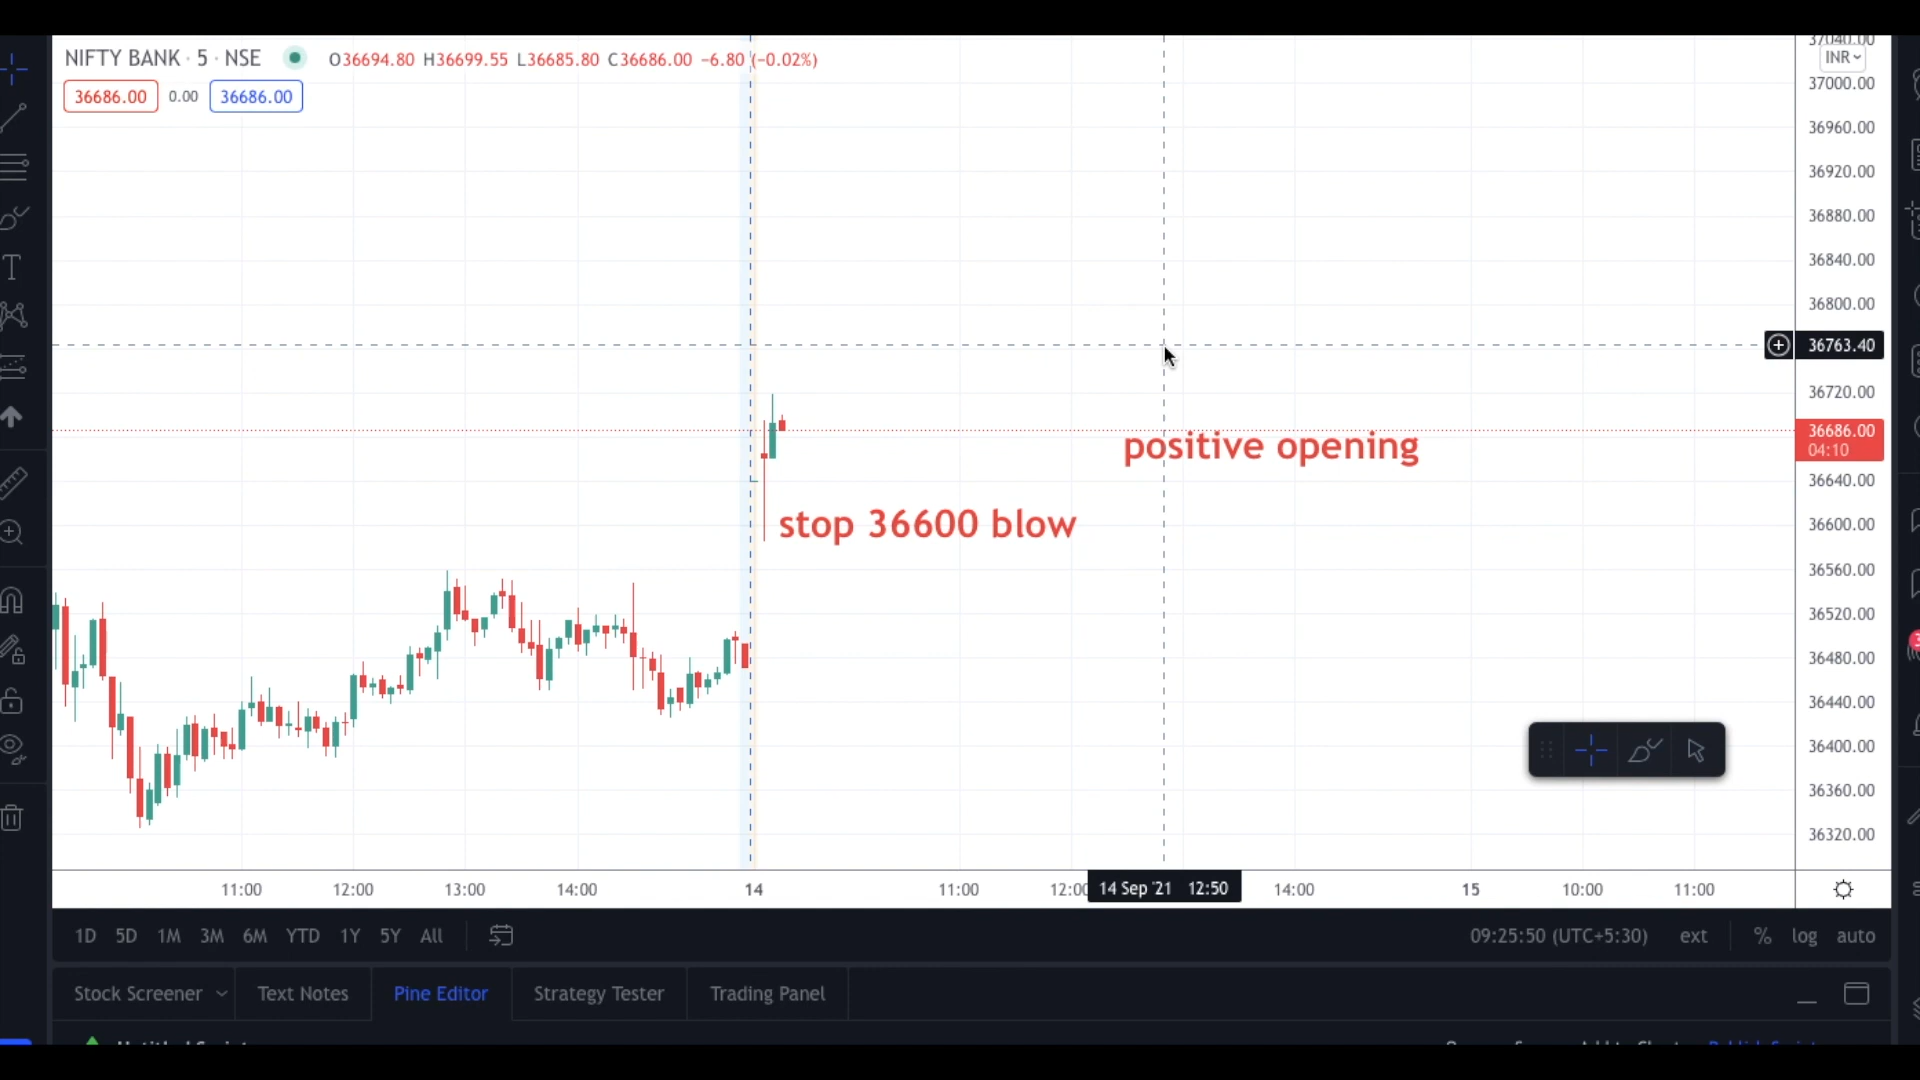 37040.00
NIFTY BANK · 5 · NSE O36694.80 H36699.55 L36685.80 C36686.00 −6.80 (−0.02%)
INR
36686.00 0.00 36686.00
37000.00
36960.00
36920.00
36880.00
36840.00
36800.00
36763.40
36720.00
36686.00
04:10
positive opening
36640.00
stop 36600 blow
36600.00
36560.00
36520.00
36480.00
36440.00
36400.00
36360.00
36320.00
11:00 12:00 13:00 14:00 14 11:00 12:00 14 Sep '21 12:50 14:00 15 10:00 11:00
1D 5D 1M 3M 6M YTD 1Y 5Y All 09:25:50 (UTC+5:30) ext % log auto
Stock Screener Text Notes Pine Editor Strategy Tester Trading Panel